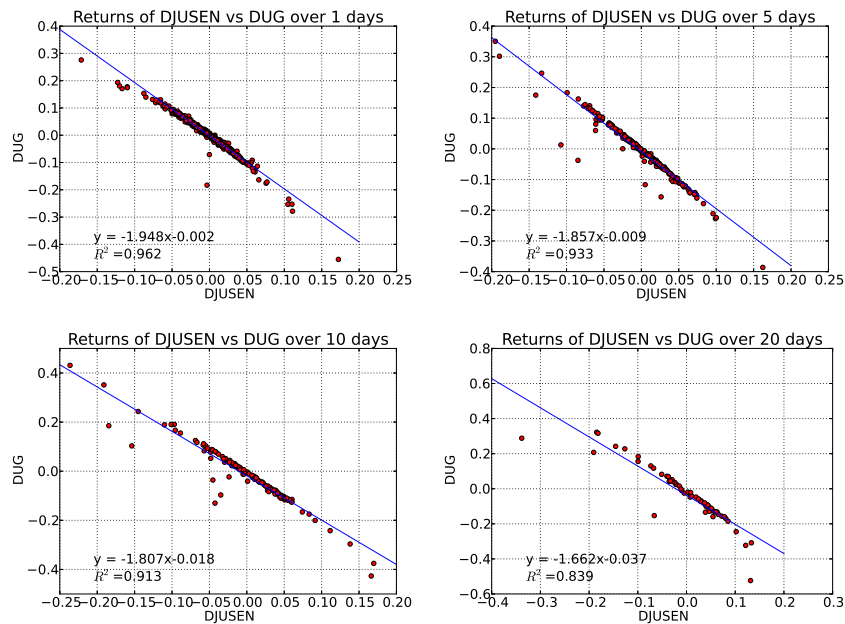 Returns of DJUSEN vs DUG over 1 days
0.4
0.3
0.2
0.1
0.0
−0.1
−0.2
−0.3
−0.4
−0.5
DUG
y = -1.948x-0.002
R² =0.962
−0.20 −0.15 −0.10 −0.05 0.00 0.05 0.10 0.15 0.20 0.25
DJUSEN
Returns of DJUSEN vs DUG over 5 days
0.4
0.3
0.2
0.1
0.0
−0.1
−0.2
−0.3
−0.4
DUG
y = -1.857x-0.009
R² =0.933
−0.20 −0.15 −0.10 −0.05 0.00 0.05 0.10 0.15 0.20 0.25
DJUSEN
Returns of DJUSEN vs DUG over 10 days
0.4
0.2
0.0
−0.2
−0.4
DUG
y = -1.807x-0.018
R² =0.913
−0.25 −0.20 −0.15 −0.10 −0.05 0.00 0.05 0.10 0.15 0.20
DJUSEN
Returns of DJUSEN vs DUG over 20 days
0.8
0.6
0.4
0.2
0.0
−0.2
−0.4
−0.6
DUG
y = -1.662x-0.037
R² =0.839
−0.4 −0.3 −0.2 −0.1 0.0 0.1 0.2 0.3
DJUSEN